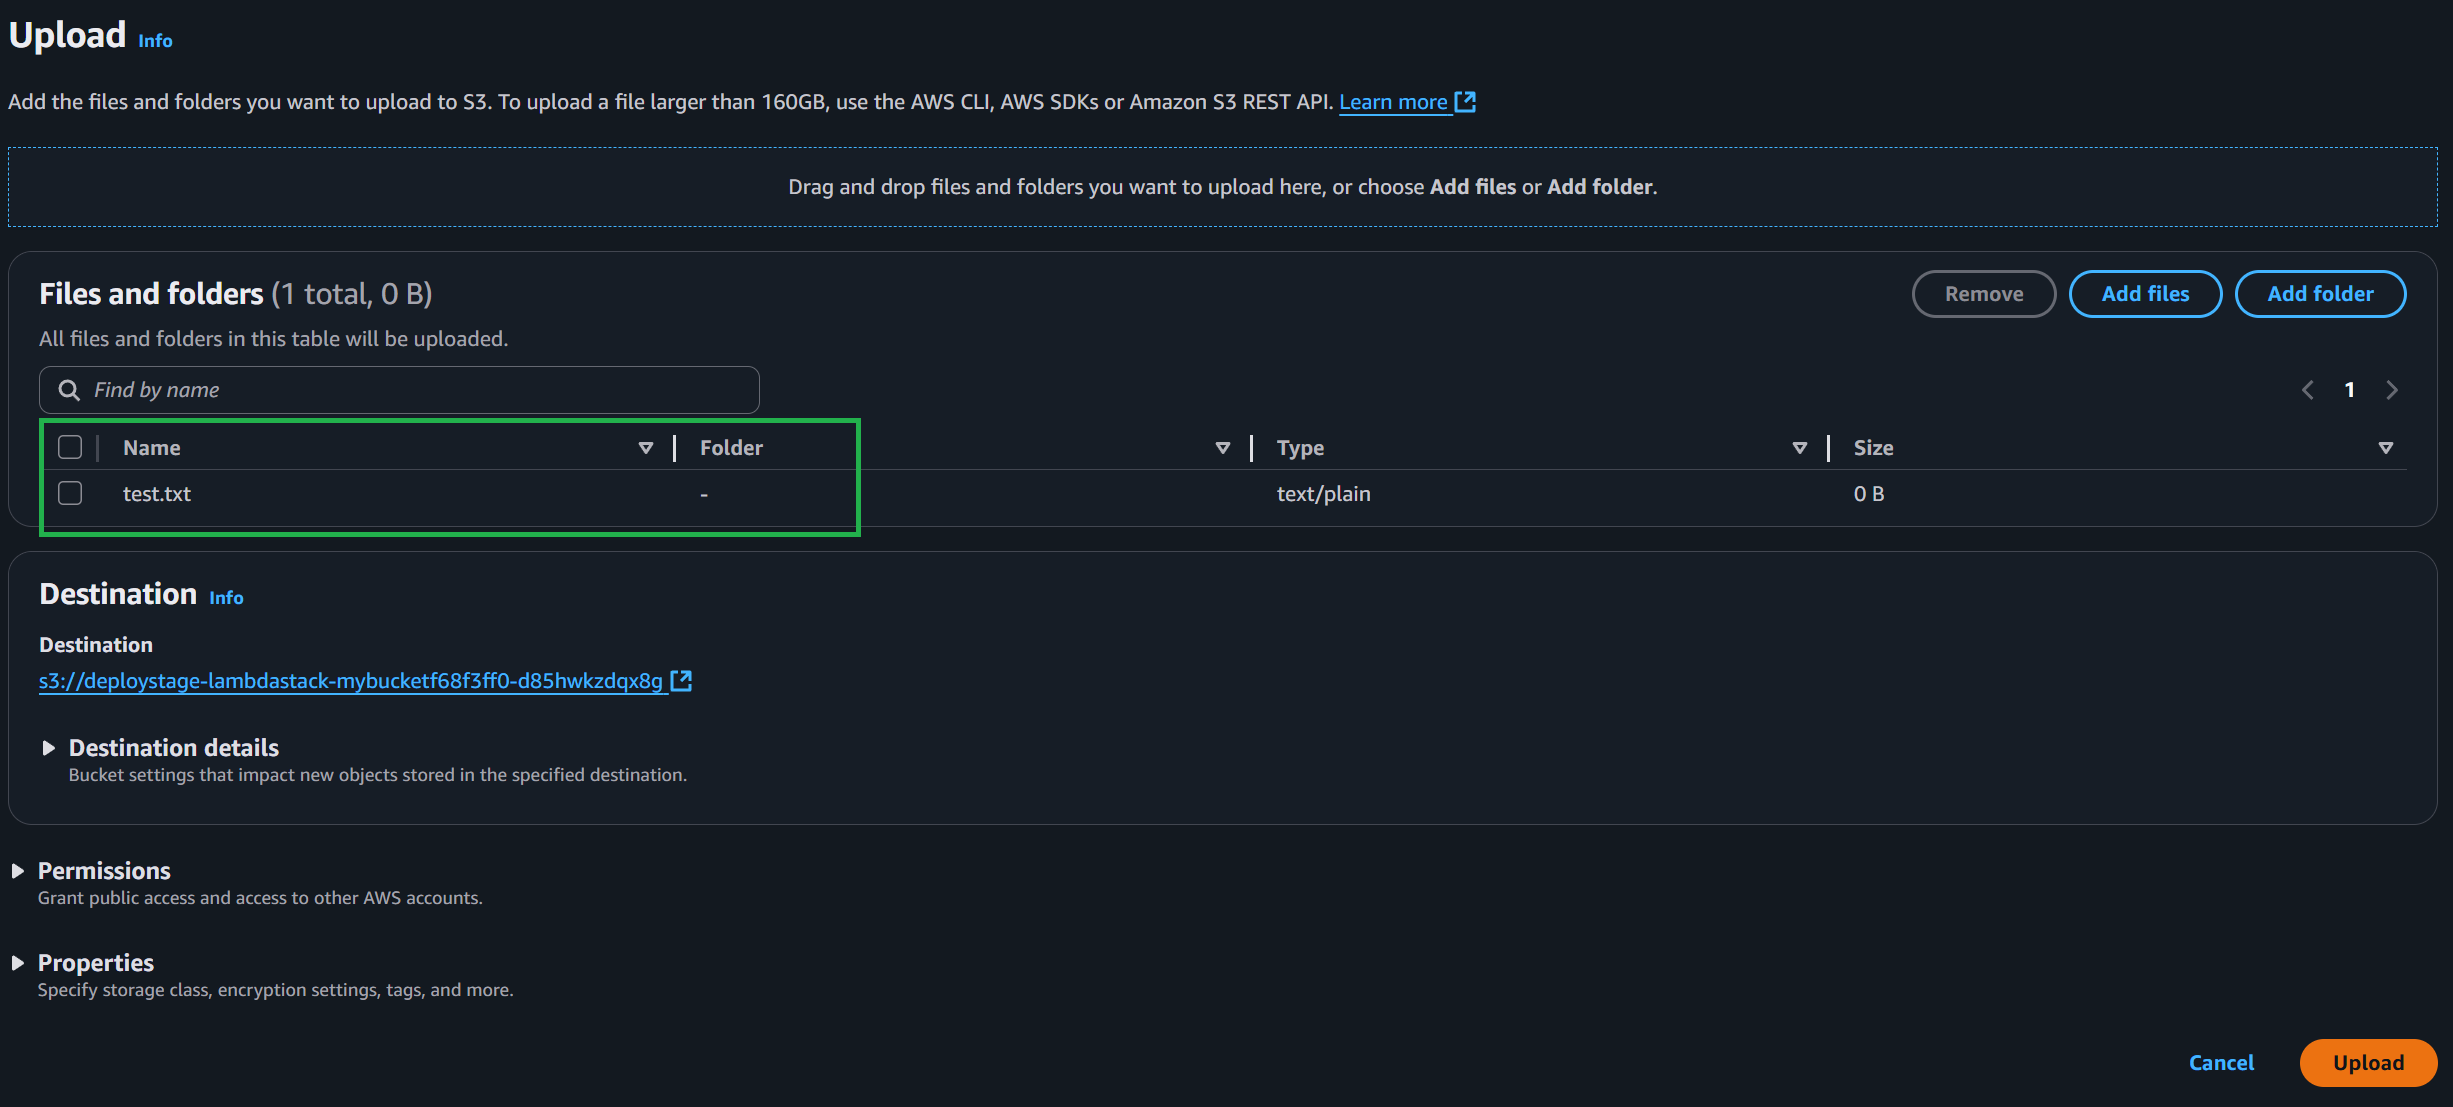 Upload Info
Add the files and folders you want to upload to S3. To upload a file larger than 160GB, use the AWS CLI, AWS SDKs or Amazon S3 REST API. Learn more
Drag and drop files and folders you want to upload here, or choose Add files or Add folder.
Files and folders (1 total, 0 B)
Remove Add files Add folder
All files and folders in this table will be uploaded.
Find by name
1
Name Folder Type Size
test.txt - text/plain 0 B
Destination Info
Destination
s3://deploystage-lambdastack-mybucketf68f3ff0-d85hwkzdqx8g
Destination details
Bucket settings that impact new objects stored in the specified destination.
Permissions
Grant public access and access to other AWS accounts.
Properties
Specify storage class, encryption settings, tags, and more.
Cancel Upload